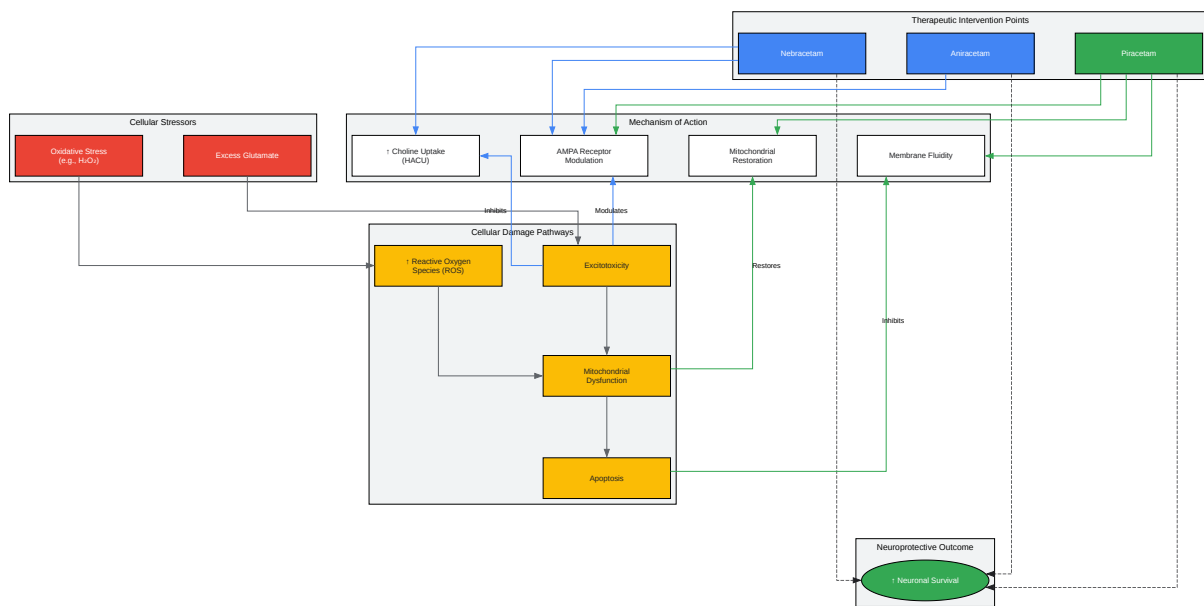 Therapeutic Intervention Points
Nebracetam
Aniracetam
Piracetam
Cellular Stressors
Oxidative Stress
(e.g., H₂O₂)
Excess Glutamate
Mechanism of Action
↑ Choline Uptake
(HACU)
AMPA Receptor
Modulation
Mitochondrial
Restoration
Membrane Fluidity
Inhibits
Modulates
Cellular Damage Pathways
↑ Reactive Oxygen
Species (ROS)
Excitotoxicity
Restores
Inhibits
Mitochondrial
Dysfunction
Apoptosis
Neuroprotective Outcome
↑ Neuronal Survival